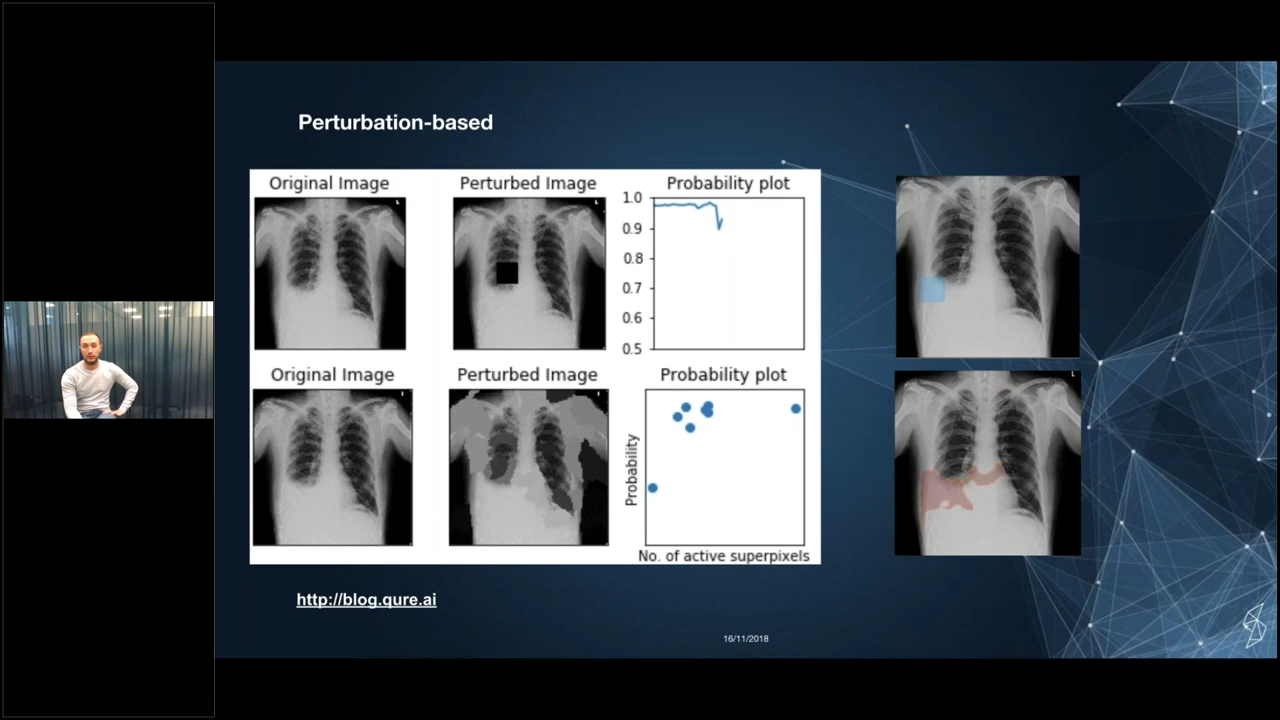 Perturbation-based
Original Image
Perturbed Image
Probability plot
1.0
0.9
0.8
0.7
0.6
0.5
Original Image
Perturbed Image
Probability plot
Probability
No. of active superpixels
L
http://blog.qure.ai
16/11/2018